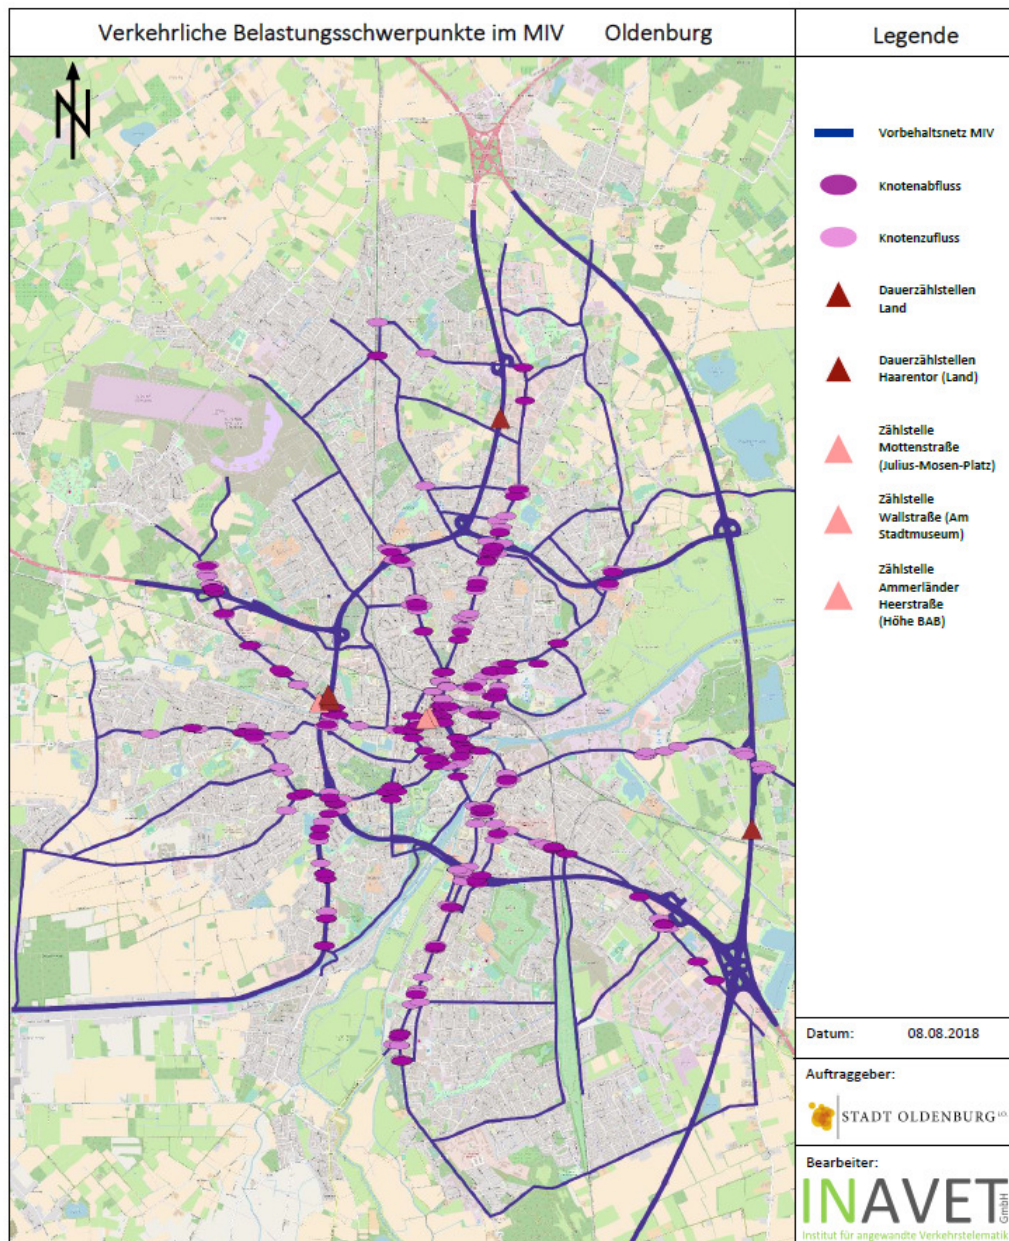 Verkehrliche Belastungsschwerpunkte im MIV Oldenburg
Legende
N
Vorbehaltsnetz MIV
Knotenabfluss
Knotenzufluss
Dauerzählstellen
Land
Dauerzählstellen
Haarentor (Land)
Zählstelle
Mottenstraße
(Julius-Mosen-Platz)
Zählstelle
Wallstraße (Am
Stadtmuseum)
Zählstelle
Ammerländer
Heerstraße
(Höhe BAB)
Datum: 08.08.2018
Auftraggeber:
STADT OLDENBURG i.O.
Bearbeiter:
INAVET GmbH
Institut für angewandte Verkehrstelematik